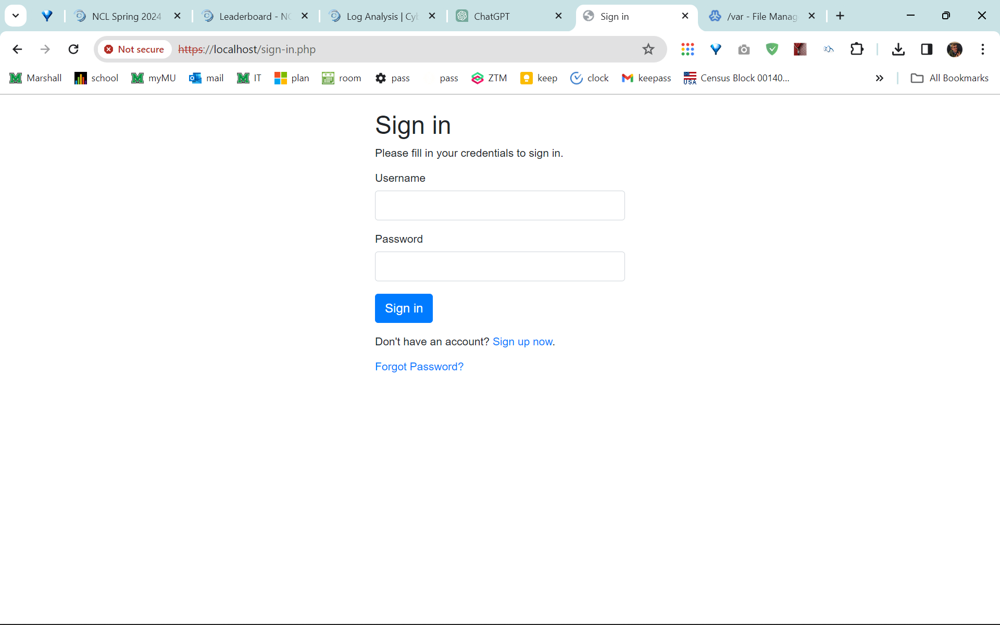 NCL Spring 2024
Leaderboard - NC
Log Analysis | Cyb
ChatGPT
Sign in
/var - File Manag
Not secure
https://localhost/sign-in.php
Marshall
school
myMU
mail
IT
plan
room
pass
pass
ZTM
keep
clock
keepass
USA
Census Block 00140...
All Bookmarks
Sign in
Please fill in your credentials to sign in.
Username
Password
Sign in
Don't have an account? Sign up now.
Forgot Password?